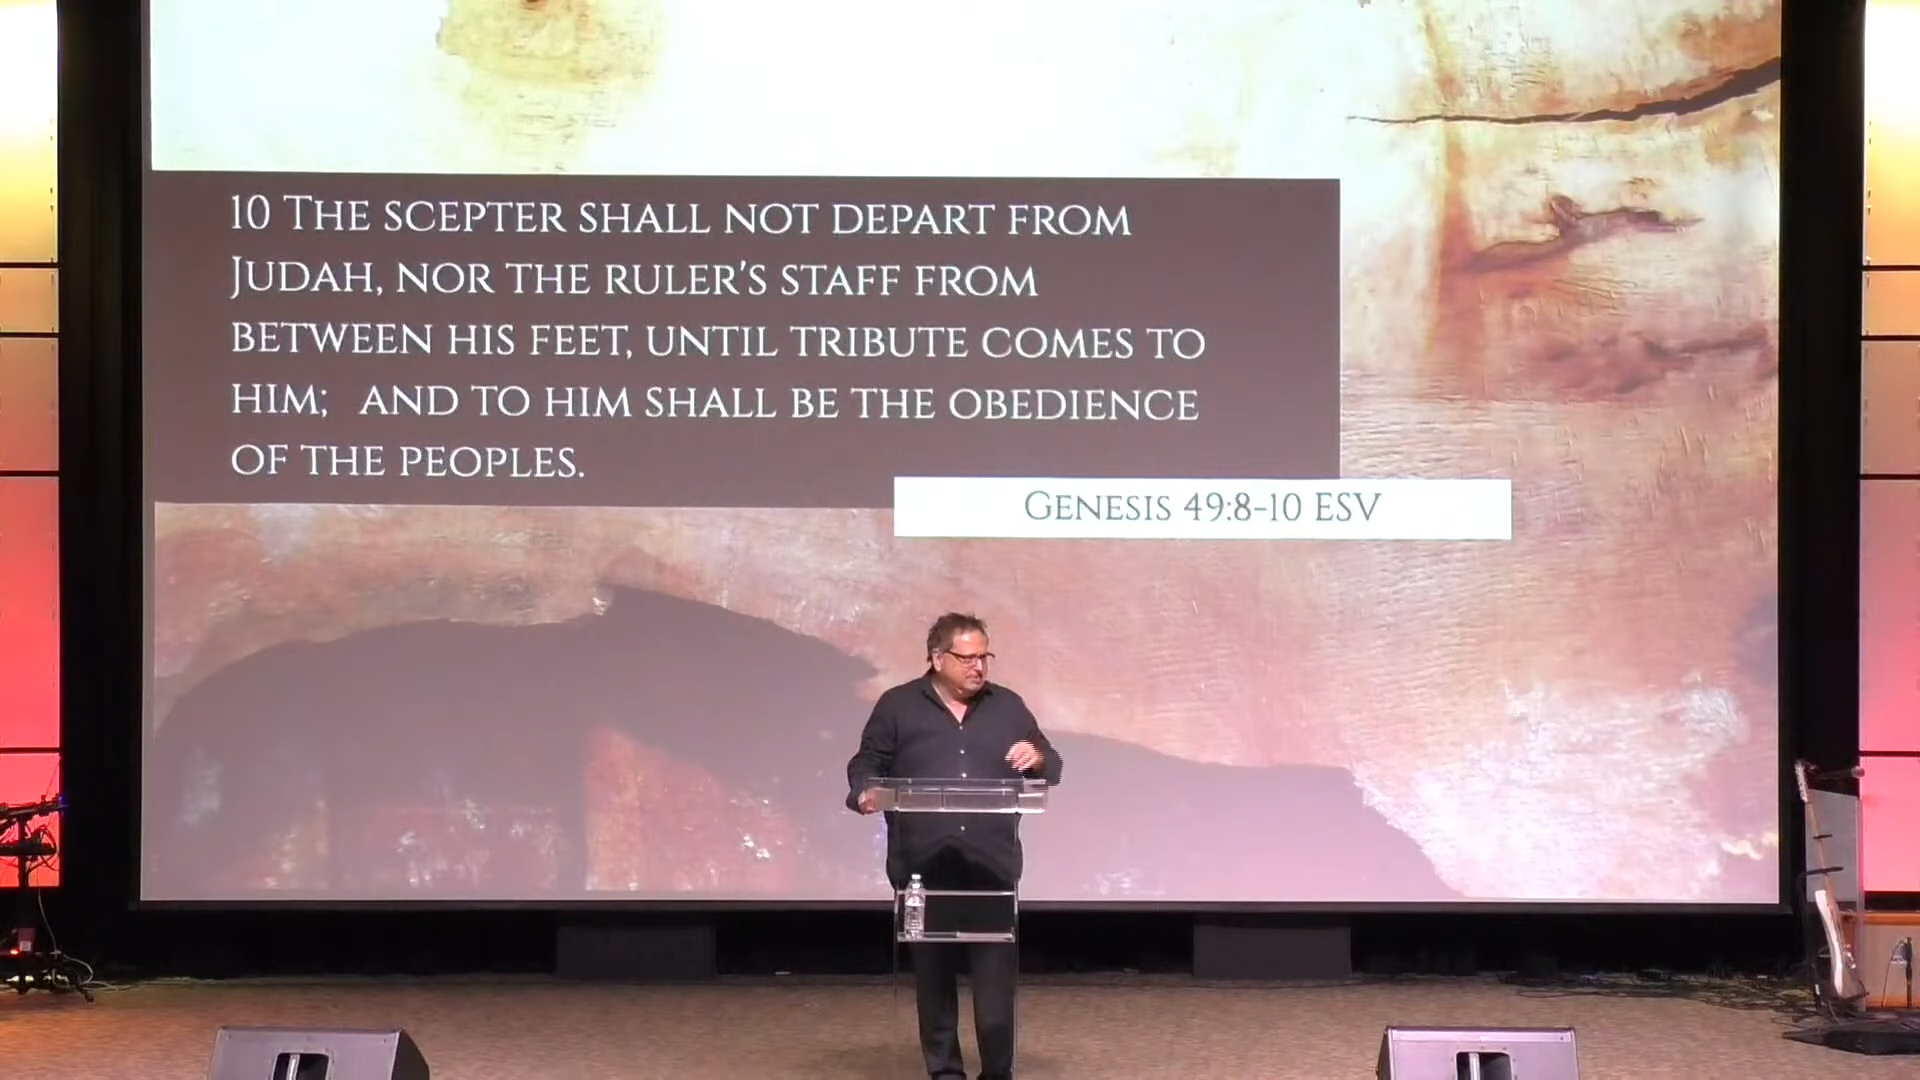 10 The scepter shall not depart from
Judah, nor the ruler's staff from
between his feet, until tribute comes to
him; and to him shall be the obedience
of the peoples.
Genesis 49:8-10 ESV